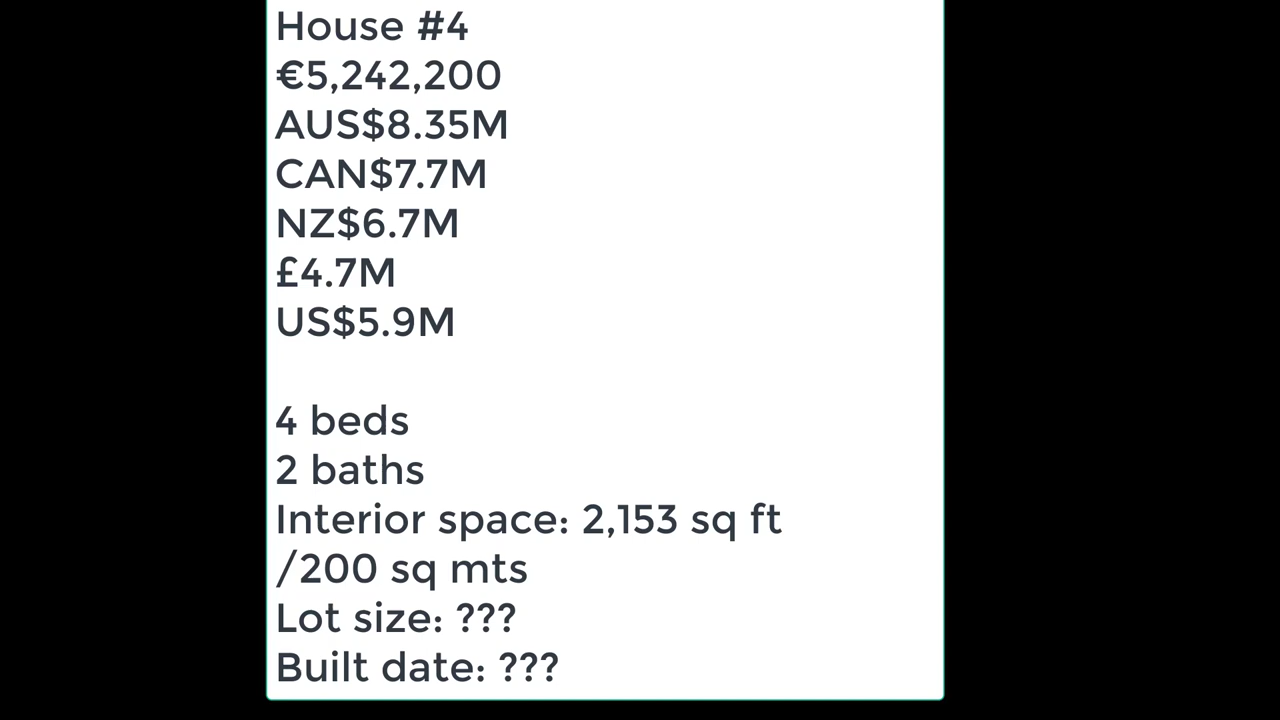 House #4
€5,242,200
AUS$8.35M
CAN$7.7M
NZ$6.7M
£4.7M
US$5.9M
4 beds
2 baths
Interior space: 2,153 sq ft
/200 sq mts
Lot size: ???
Built date: ???